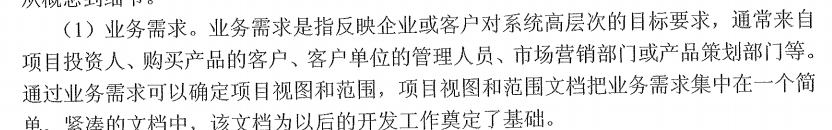 从概念到细节。
(1)业务需求。业务需求是指反映企业或客户对系统高层次的目标要求,通常来自
项目投资人、购买产品的客户、客户单位的管理人员、市场营销部门或产品策划部门等。
通过业务需求可以确定项目视图和范围,项目视图和范围文档把业务需求集中在一个简
单、紧凑的文档中,该文档为以后的开发工作奠定了基础。